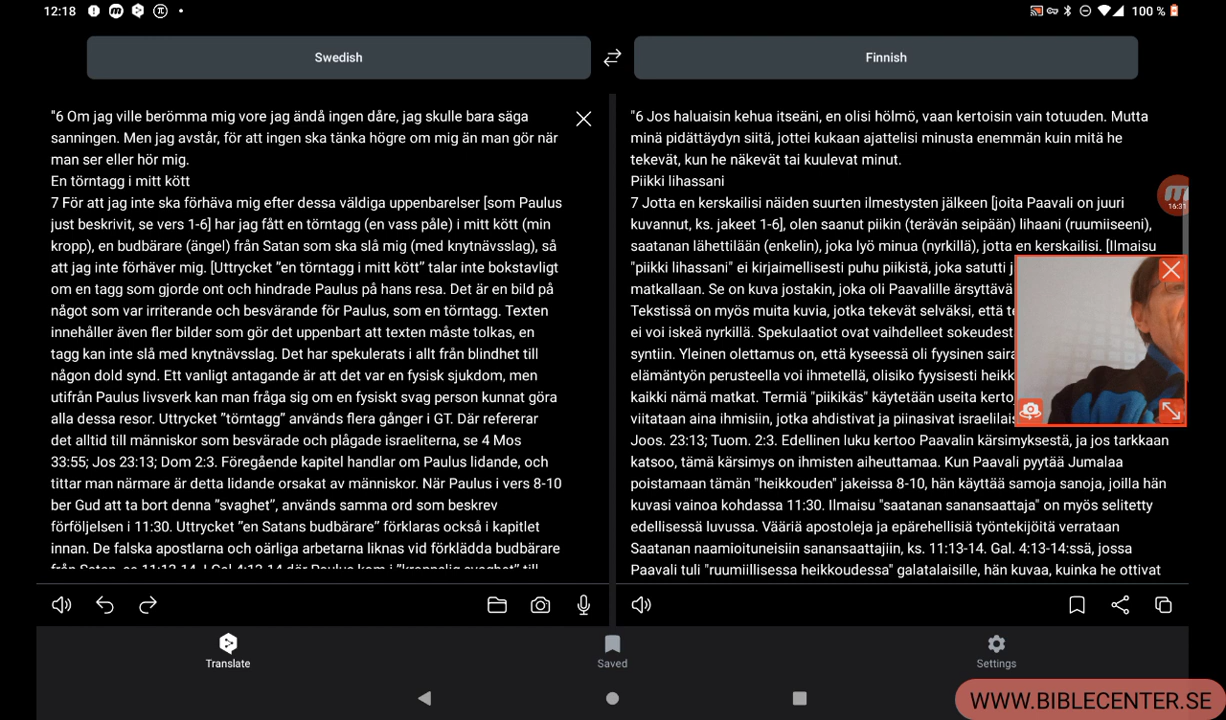 12:18
100 %
Swedish
Finnish
"6 Om jag ville berömma mig vore jag ändå ingen dåre, jag skulle bara säga
sanningen. Men jag avstår, för att ingen ska tänka högre om mig än man gör när
man ser eller hör mig.
En törntagg i mitt kött
7 För att jag inte ska förhäva mig efter dessa väldiga uppenbarelser [som Paulus
just beskrivit, se vers 1-6] har jag fått en törntagg (en vass påle) i mitt kött (min
kropp), en budbärare (ängel) från Satan som ska slå mig (med knytnävsslag), så
att jag inte förhäver mig. [Uttrycket ”en törntagg i mitt kött” talar inte bokstavligt
om en tagg som gjorde ont och hindrade Paulus på hans resa. Det är en bild på
något som var irriterande och besvärande för Paulus, som en törntagg. Texten
innehåller även fler bilder som gör det uppenbart att texten måste tolkas, en
tagg kan inte slå med knytnävsslag. Det har spekulerats i allt från blindhet till
någon dold synd. Ett vanligt antagande är att det var en fysisk sjukdom, men
utifrån Paulus livsverk kan man fråga sig om en fysiskt svag person kunnat göra
alla dessa resor. Uttrycket ”törntagg” används flera gånger i GT. Där refererar
det alltid till människor som besvärade och plågade israeliterna, se 4 Mos
33:55; Jos 23:13; Dom 2:3. Föregående kapitel handlar om Paulus lidande, och
tittar man närmare är detta lidande orsakat av människor. När Paulus i vers 8-10
ber Gud att ta bort denna ”svaghet”, används samma ord som beskrev
förföljelsen i 11:30. Uttrycket ”en Satans budbärare” förklaras också i kapitlet
innan. De falska apostlarna och oärliga arbetarna liknas vid förklädda budbärare
från Satan, se 11:13-14. I Gal 4:13-14 där Paulus kom i ”kroppslig svaghet” till
"6 Jos haluaisin kehua itseäni, en olisi hölmö, vaan kertoisin vain totuuden. Mutta
minä pidättäydyn siitä, jottei kukaan ajattelisi minusta enemmän kuin mitä he
tekevät, kun he näkevät tai kuulevat minut.
Piikki lihassani
7 Jotta en kerskailisi näiden suurten ilmestysten jälkeen [joita Paavali on juuri
kuvannut, ks. jakeet 1-6], olen saanut piikin (terävän seipään) lihaani (ruumiiseeni),
saatanan lähettilään (enkelin), joka lyö minua (nyrkillä), jotta en kerskailisi. [Ilmaisu
"piikki lihassani" ei kirjaimellisesti puhu piikistä, joka satutti
matkallaan. Se on kuva jostakin, joka oli Paavalille ärsyttävä
Tekstissä on myös muita kuvia, jotka tekevät selväksi, että
ei voi iskeä nyrkillä. Spekulaatiot ovat vaihdelleet
syntiin. Yleinen olettamus on, että kyseessä oli fyysinen
elämäntyön perusteella voi ihmetellä, olisiko fyysisesti
kaikki nämä matkat. Termiä "piikikäs" käytetään useita
viitataan aina ihmisiin, jotka ahdistivat ja piinasivat
Joos. 23:13; Tuom. 2:3. Edellinen luku kertoo Paavalin kärsimyksestä, ja jos tarkkaan
katsoo, tämä kärsimys on ihmisten aiheuttamaa. Kun Paavali pyytää Jumalaa
poistamaan tämän "heikkouden" jakeissa 8-10, hän käyttää samoja sanoja, joilla hän
kuvasi vainoa kohdassa 11:30. Ilmaisu "saatanan sanansaattaja" on myös selitetty
edellisessä luvussa. Vääriä apostoleja ja epärehellisiä työntekijöitä verrataan
Saatanan naamioituneisiin sanansaattajiin, ks. 11:13-14. Gal. 4:13-14:ssä, jossa
Paavali tuli "ruumiillisessa heikkoudessa" galatalaisille, hän kuvaa, kuinka he ottivat
16:31
Translate
Saved
Settings
WWW.BIBLECENTER.SE